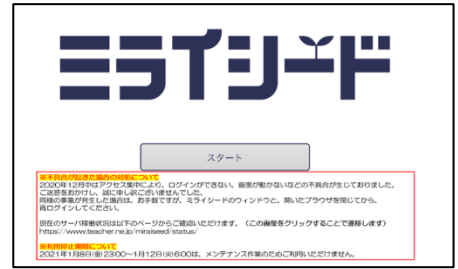 ミライシード
スタート
※不具合が起きた場合の対処について
2020年12月中はアクセス集中により、ログインができない、画面が動かないなどの不具合が生じておりました。
ご迷惑をおかけし、誠に申し訳ございませんでした。
同様の事象が発生した場合は、お手数ですが、ミライシードのウィンドウと、開いたブラウザを閉じてから、
再ログインしてください。
現在のサーバ稼働状況は以下のページからご確認いただけます。（この画像をクリックすることで遷移します）
https://www.teacher.ne.jp/miraiseed/status/
※利用停止期間について
2021年1月8日(金)23:00～1月12日(火)6:00は、メンテナンス作業のためご利用いただけません。